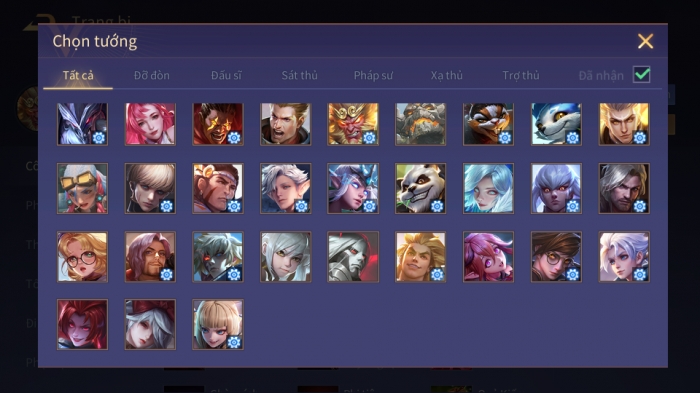 Trang bị
Chọn tướng
Tất cả
Đỡ đòn
Đấu sĩ
Sát thủ
Pháp sư
Xạ thủ
Trợ thủ
Đã nhận